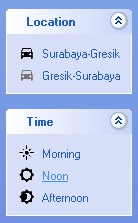 Location
Surabaya-Gresik
Gresik-Surabaya
Time
Morning
Noon
Afternoon